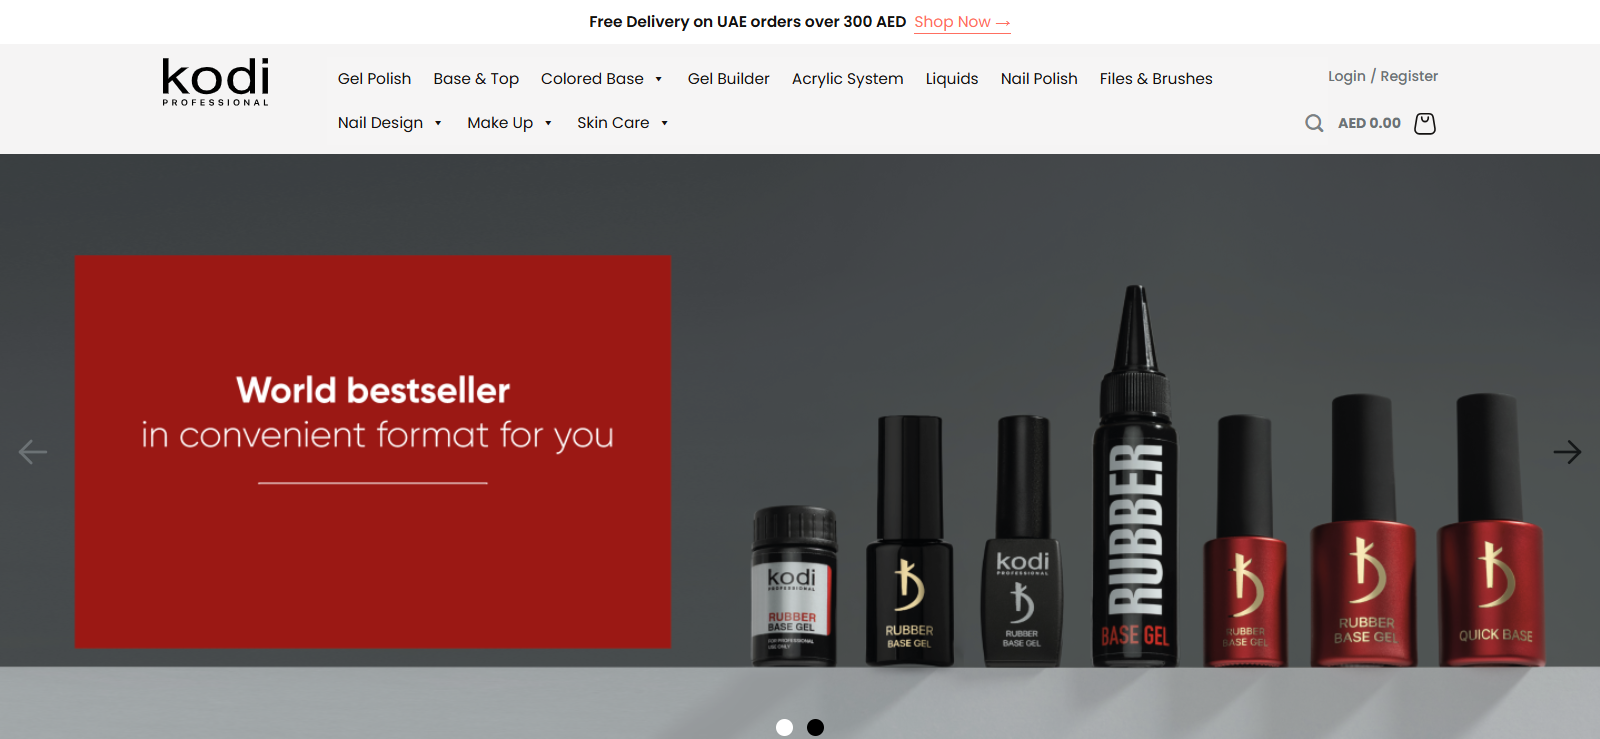 Free Delivery on UAE orders over 300 AED Shop Now →
kodi
PROFESSIONAL
Gel Polish Base & Top Colored Base Gel Builder Acrylic System Liquids Nail Polish Files & Brushes
Nail Design Make Up Skin Care
Login / Register
AED 0.00
World bestseller
in convenient format for you
kodi
PROFESSIONAL
RUBBER
BASE GEL
FOR PROFESSIONAL
USE ONLY
RUBBER
BASE GEL
kodi
PROFESSIONAL
RUBBER
BASE GEL
RUBBER
BASE GEL
RUBBER
BASE GEL
RUBBER
BASE GEL
QUICK BASE